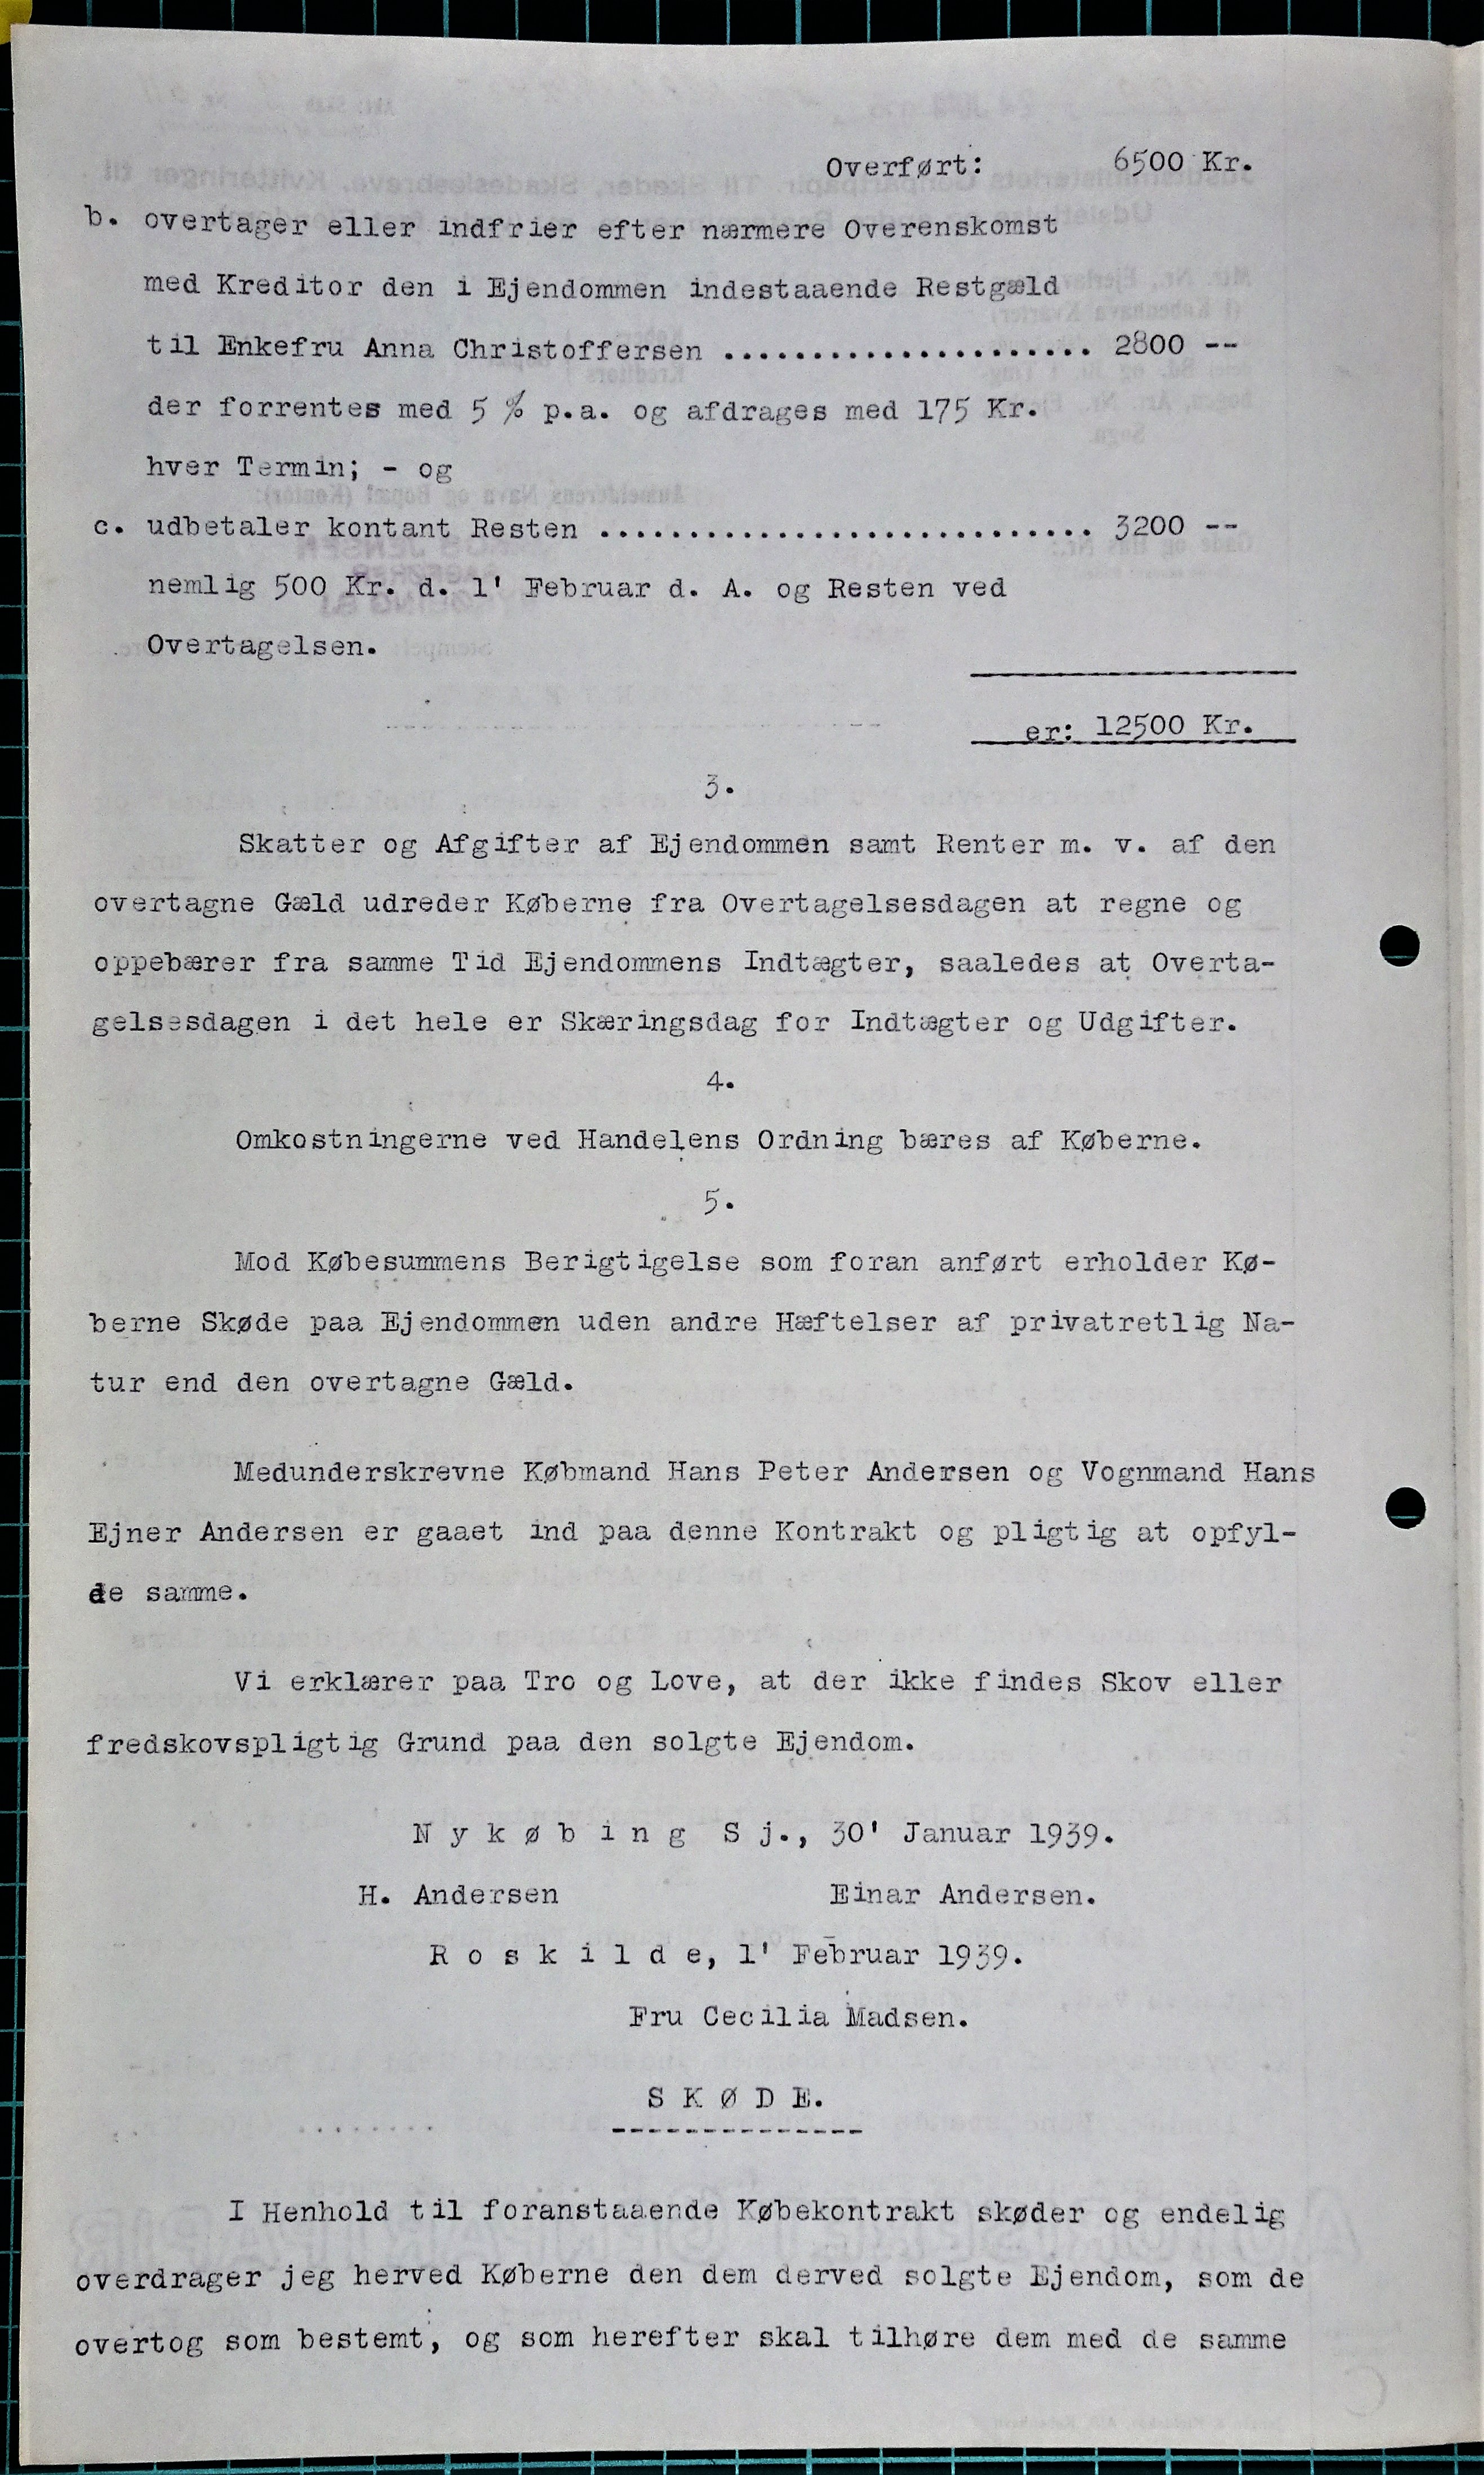 Overført: 6500 Kr.
b. overtager eller indfrier efter nærmere Overenskomst
med Kreditor den i Ejendommen indestaaende Restgæld
til Enkefru Anna Christoffersen ..................... 2800 --
der forrentes med 5 % p.a. og afdrages med 175 Kr.
hver Termin; - og
c. udbetaler kontant Resten ............................ 3200 --
nemlig 500 Kr. d. 1' Februar d. A. og Resten ved
Overtagelsen.
er: 12500 Kr.
3.
Skatter og Afgifter af Ejendommen samt Renter m. v. af den
overtagne Gæld udreder Køberne fra Overtagelsesdagen at regne og
oppebærer fra samme Tid Ejendommens Indtægter, saaledes at Overta-
gelsesdagen i det hele er Skæringsdag for Indtægter og Udgifter.
4.
Omkostningerne ved Handelens Ordning bæres af Køberne.
5.
Mod Købesummens Berigtigelse som foran anført erholder Kø-
berne Skøde paa Ejendommen uden andre Hæftelser af privatretlig Na-
tur end den overtagne Gæld.
Medunderskrevne Købmand Hans Peter Andersen og Vognmand Hans
Ejner Andersen er gaaet ind paa denne Kontrakt og pligtig at opfyl-
de samme.
Vi erklærer paa Tro og Love, at der ikke findes Skov eller
fredskovspligtig Grund paa den solgte Ejendom.
N y k ø b i n g S j., 30' Januar 1939.
H. Andersen Einar Andersen.
R o s k i l d e, 1' Februar 1939.
Fru Cecilia Madsen.
S K Ø D E.
--------------
I Henhold til foranstaaende Købekontrakt skøder og endelig
overdrager jeg herved Køberne den dem derved solgte Ejendom, som de
overtog som bestemt, og som herefter skal tilhøre dem med de samme